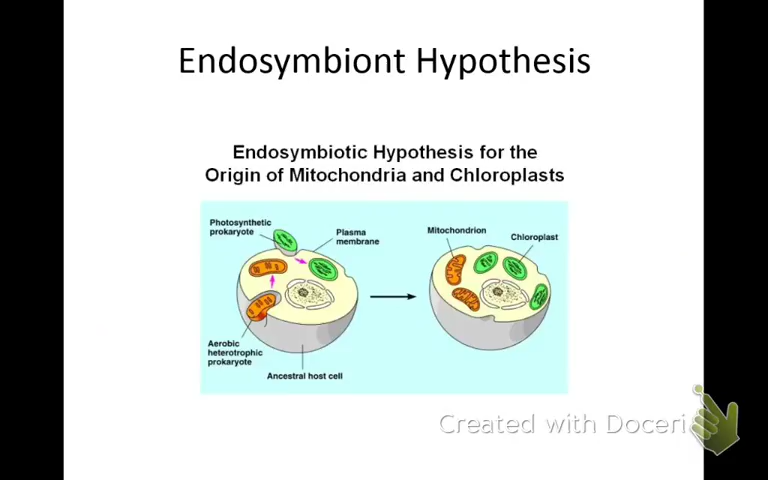 Endosymbiont Hypothesis
Endosymbiotic Hypothesis for the
Origin of Mitochondria and Chloroplasts
Photosynthetic
prokaryote
Plasma
membrane
Mitochondrion
Chloroplast
Aerobic
heterotrophic
prokaryote
Ancestral host cell
Created with Doceri